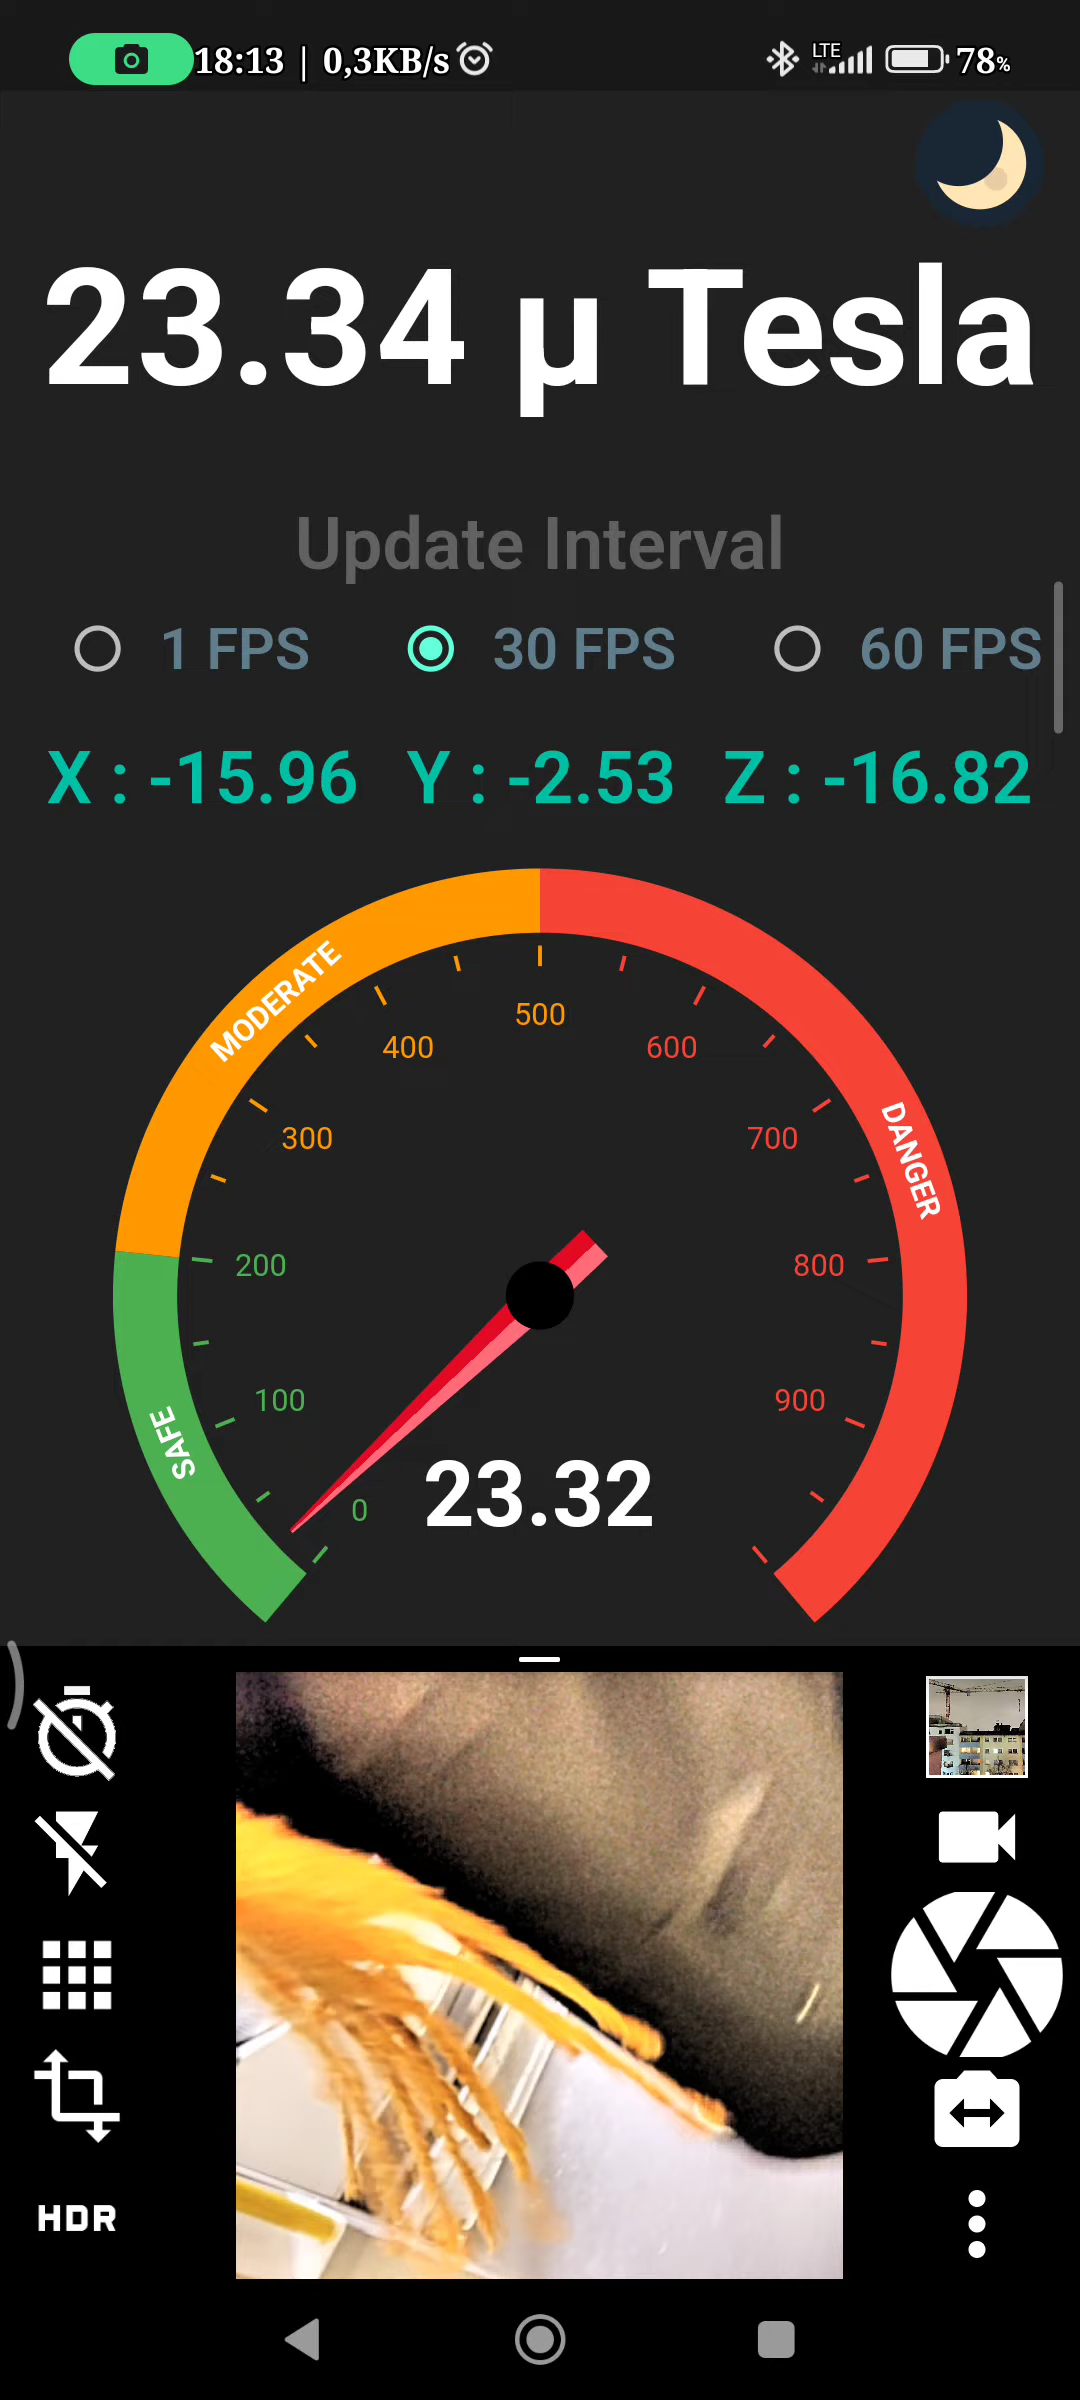 18:13 | 0,3KB/s LTE 78%
23.34 µ Tesla
Update Interval
1 FPS 30 FPS 60 FPS
X : -15.96 Y : -2.53 Z : -16.82
MODERATE
500
400 600
300 700
DANGER
200 800
100 900
SAFE
0
23.32
HDR